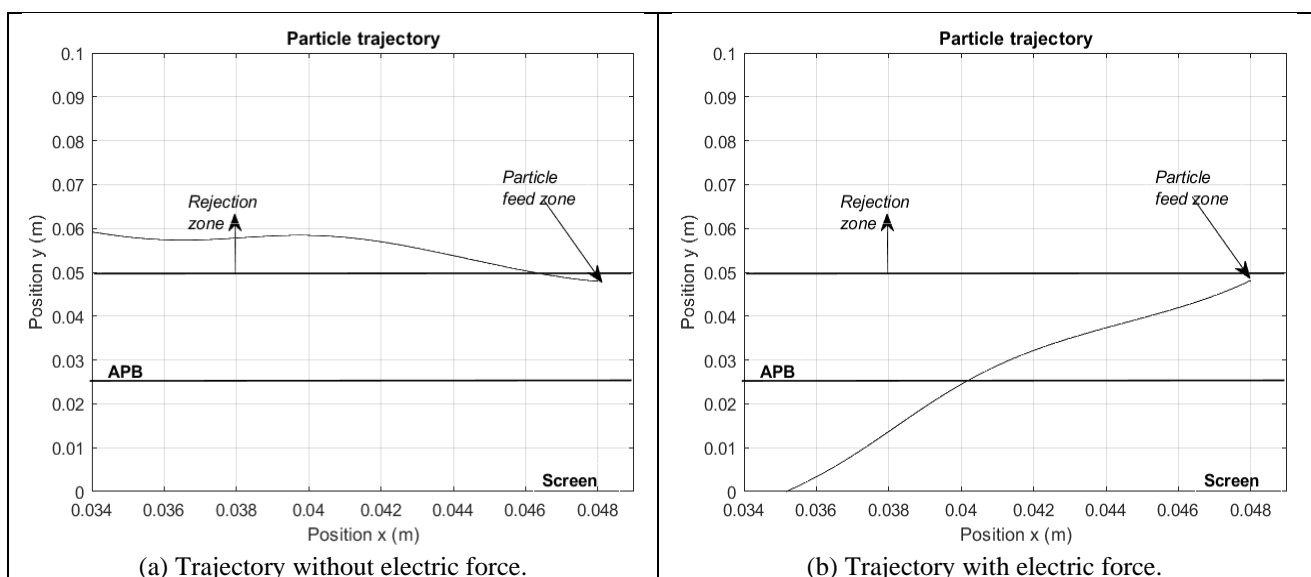 Particle trajectory
0.1
0.09
0.08
0.07
0.06
0.05
0.04
0.03
0.02
0.01
0
Position y (m)
Rejection
zone
Particle
feed zone
APB
Screen
0.034
0.036
0.038
0.04
0.042
0.044
0.046
0.048
Position x (m)
(a) Trajectory without electric force.
Particle trajectory
0.1
0.09
0.08
0.07
0.06
0.05
0.04
0.03
0.02
0.01
0
Position y (m)
Rejection
zone
Particle
feed zone
APB
Screen
0.034
0.036
0.038
0.04
0.042
0.044
0.046
0.048
Position x (m)
(b) Trajectory with electric force.